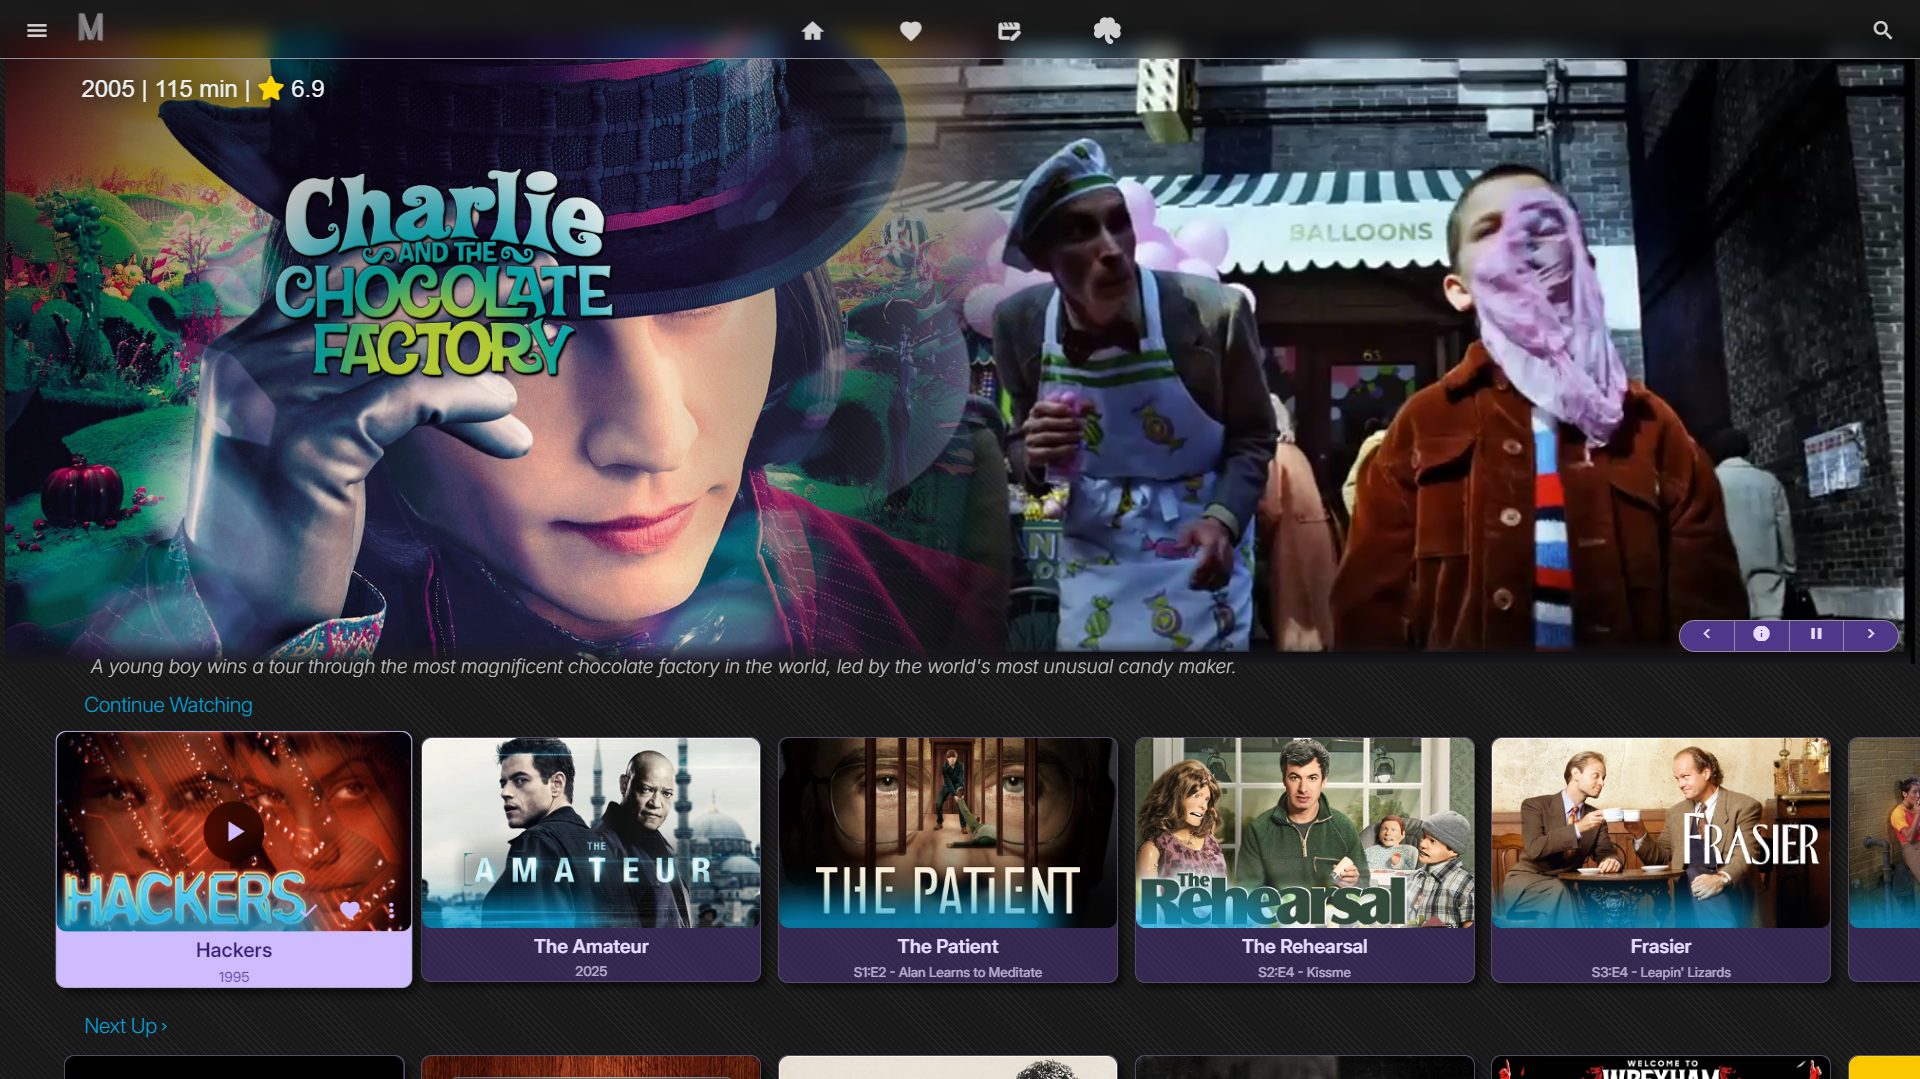 M
2005 | 115 min | 6.9
Charlie
AND THE
CHOCOLATE
FACTORY
BALLOONS
63
A young boy wins a tour through the most magnificent chocolate factory in the world, led by the world's most unusual candy maker.
Continue Watching
HACKERS
Hackers
1995
THE
AMATEUR
The Amateur
2025
THE PATIENT
The Patient
S1:E2 - Alan Learns to Meditate
The
Rehearsal
The Rehearsal
S2:E4 - Kissme
FRASIER
Frasier
S3:E4 - Leapin' Lizards
Next Up ›
WELCOME TO
WREXHAM